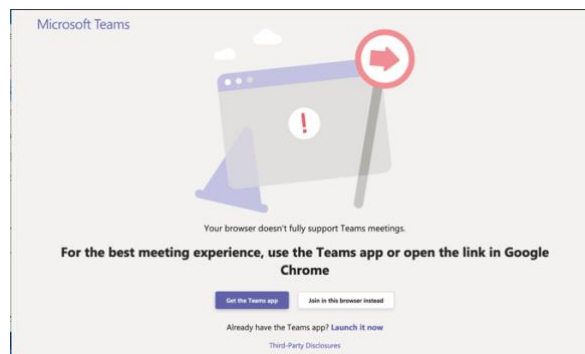 Microsoft Teams
!
Your browser doesn't fully support Teams meetings.
For the best meeting experience, use the Teams app or open the link in Google
Chrome
Get the Teams app
Join in this browser instead
Already have the Teams app? Launch it now
Third-Party Disclosures